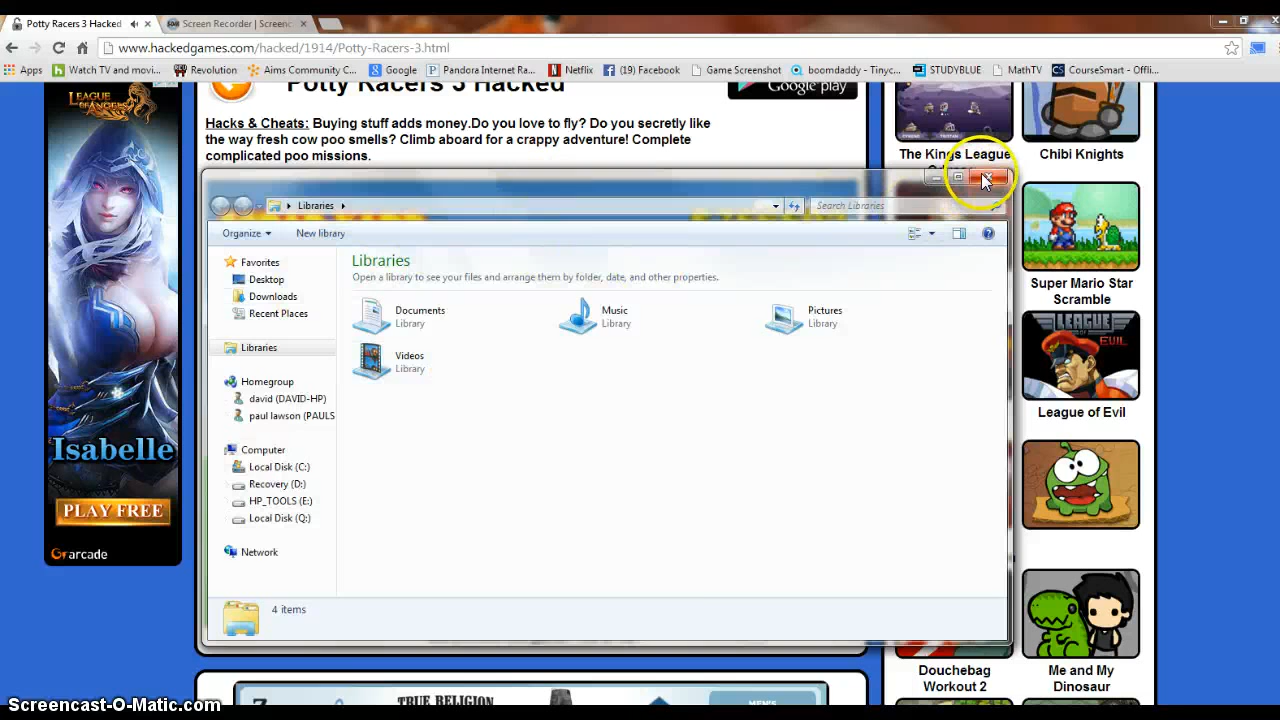 Potty Racers 3 Hacked
Screen Recorder | Screenc
www.hackedgames.com/hacked/1914/Potty-Racers-3.html
Apps
Watch TV and movi...
Revolution
Aims Community C...
Google
Pandora Internet Ra...
Netflix
(19) Facebook
Game Screenshot
boomdaddy - Tinyc...
STUDYBLUE
MathTV
CourseSmart - Offli...
LEAGUE OF ANGELS
Isabelle
PLAY FREE
arcade
Potty Racers 3 Hacked
Google play
Hacks & Cheats: Buying stuff adds money.Do you love to fly? Do you secretly like
the way fresh cow poo smells? Climb aboard for a crappy adventure! Complete
complicated poo missions.
Libraries
Search Libraries
Organize
New library
Favorites
Desktop
Downloads
Recent Places
Libraries
Homegroup
david (DAVID-HP)
paul lawson (PAULS
Computer
Local Disk (C:)
Recovery (D:)
HP_TOOLS (E:)
Local Disk (Q:)
Network
Libraries
Open a library to see your files and arrange them by folder, date, and other properties.
Documents
Library
Music
Library
Pictures
Library
Videos
Library
4 items
The Kings League
Chibi Knights
Super Mario Star
Scramble
LEAGUE OF EVIL
League of Evil
Douchebag
Workout 2
Me and My
Dinosaur
TRUE RELIGION
MEN'S
Screencast-O-Matic.com